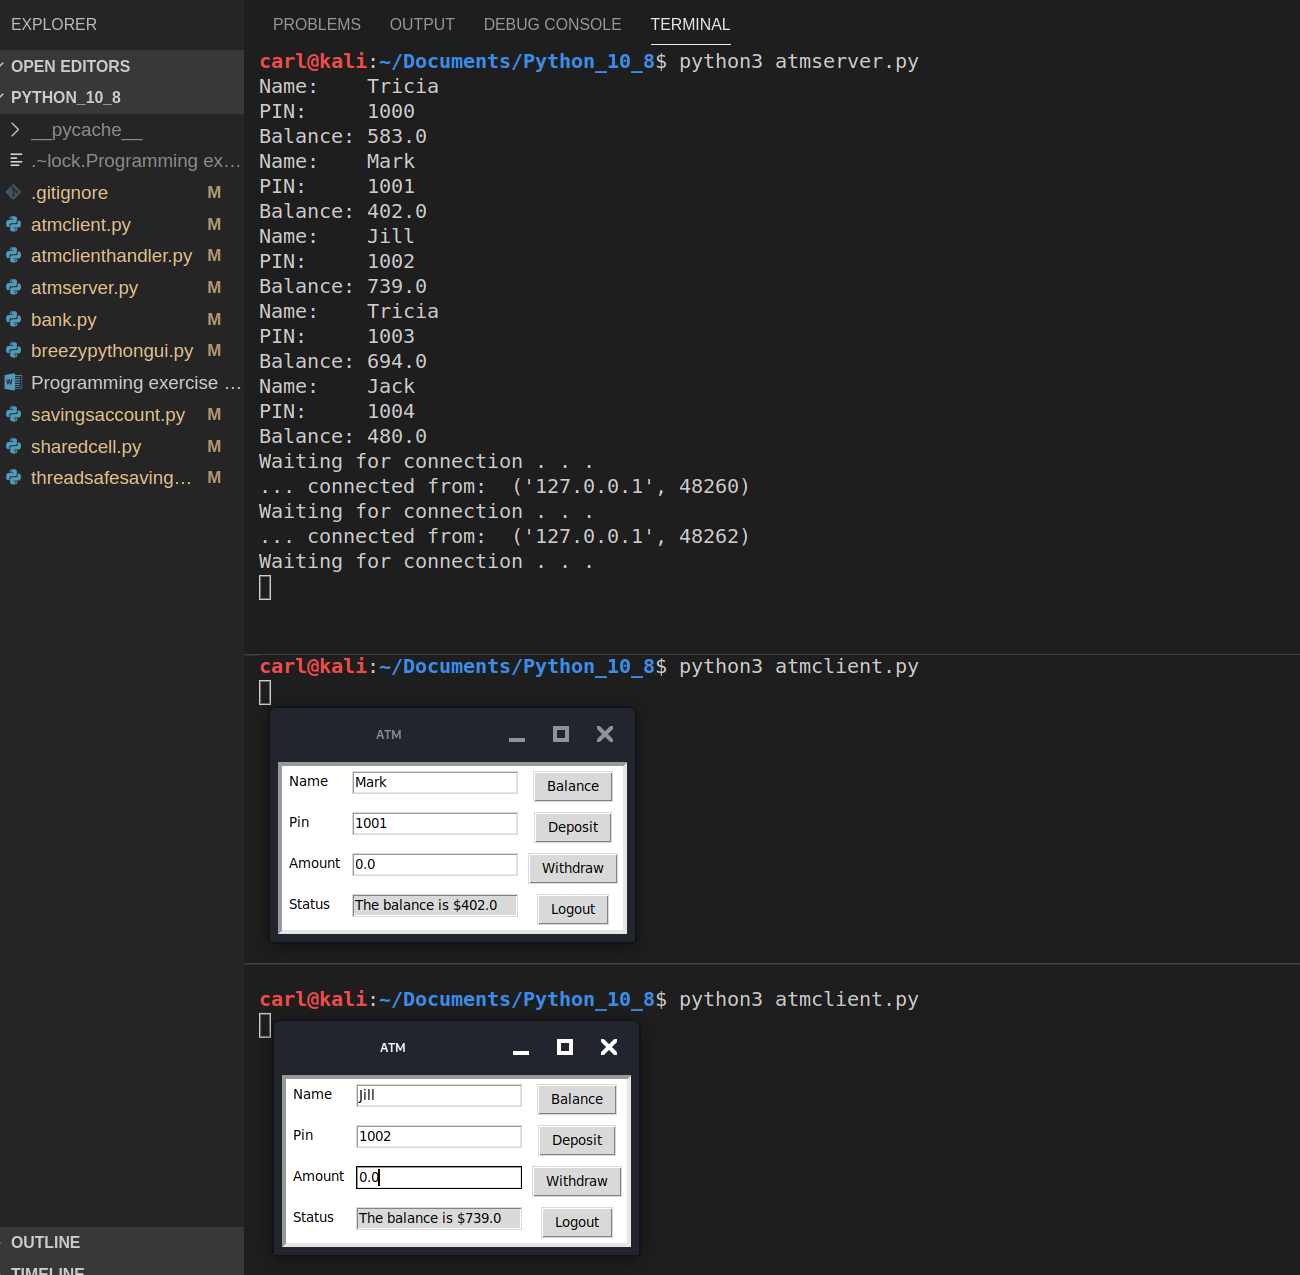 EXPLORER
OPEN EDITORS
PYTHON_10_8
__pycache__
.~lock.Programming ex...
.gitignore M
atmclient.py M
atmclienthandler.py M
atmserver.py M
bank.py M
breezypythongui.py M
Programming exercise ...
savingsaccount.py M
sharedcell.py M
threadsafesaving... M
OUTLINE
TIMELINE
PROBLEMS OUTPUT DEBUG CONSOLE TERMINAL
carl@kali:~/Documents/Python_10_8$ python3 atmserver.py
Name:    Tricia
PIN:     1000
Balance: 583.0
Name:    Mark
PIN:     1001
Balance: 402.0
Name:    Jill
PIN:     1002
Balance: 739.0
Name:    Tricia
PIN:     1003
Balance: 694.0
Name:    Jack
PIN:     1004
Balance: 480.0
Waiting for connection . . .
... connected from:  ('127.0.0.1', 48260)
Waiting for connection . . .
... connected from:  ('127.0.0.1', 48262)
Waiting for connection . . .
carl@kali:~/Documents/Python_10_8$ python3 atmclient.py
ATM
Name Mark Balance
Pin 1001 Deposit
Amount 0.0 Withdraw
Status The balance is $402.0 Logout
carl@kali:~/Documents/Python_10_8$ python3 atmclient.py
ATM
Name Jill Balance
Pin 1002 Deposit
Amount 0.0 Withdraw
Status The balance is $739.0 Logout